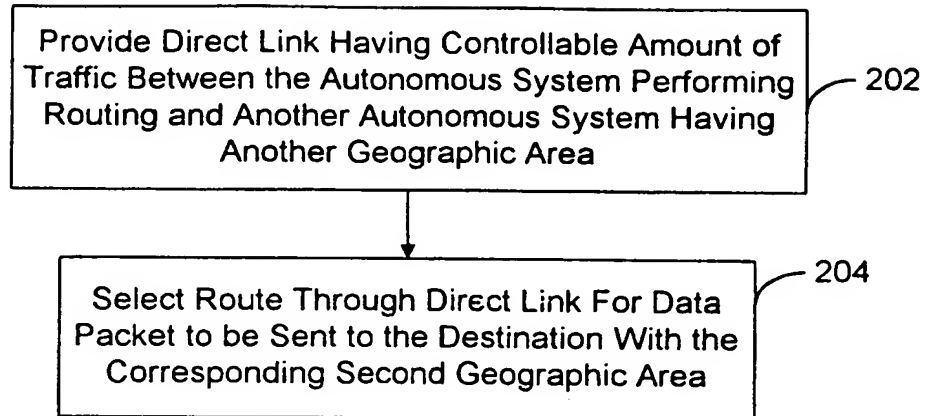 Provide Direct Link Having Controllable Amount of
Traffic Between the Autonomous System Performing
Routing and Another Autonomous System Having
Another Geographic Area
202
Select Route Through Direct Link For Data
Packet to be Sent to the Destination With the
Corresponding Second Geographic Area
204